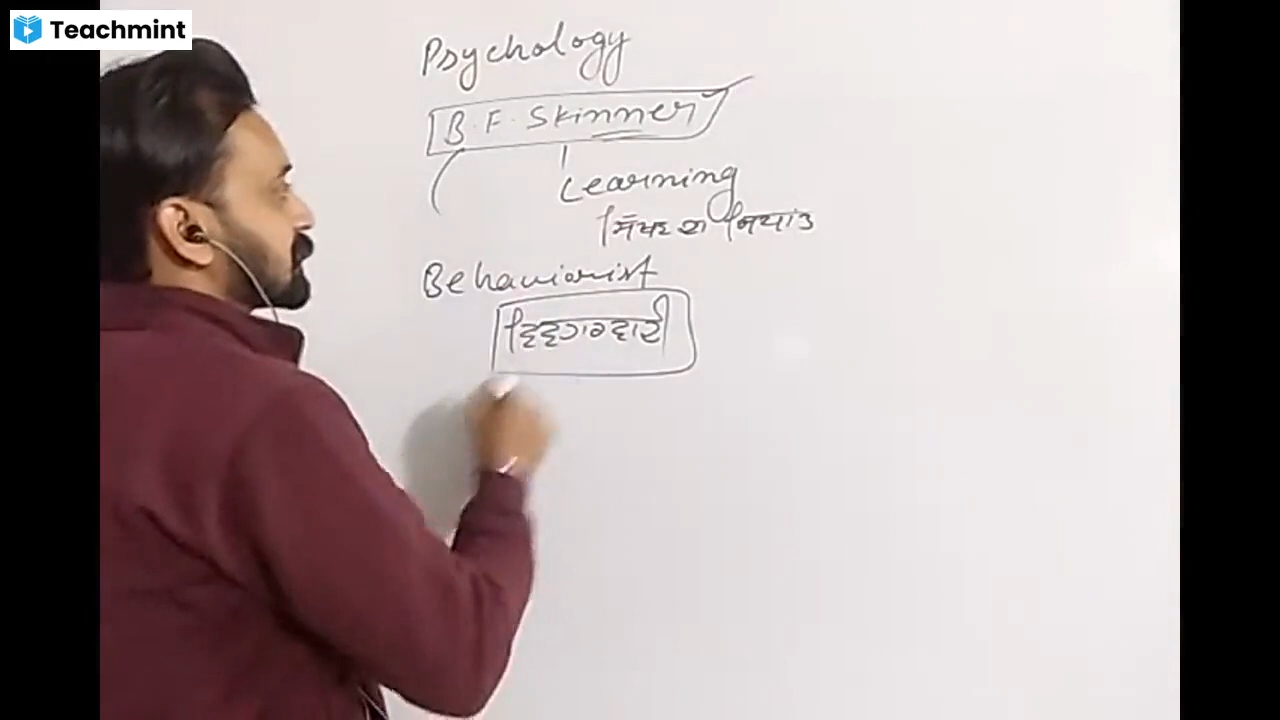 Teachmint
Psychology
B.F. Skinner
Learning
ਸਿੱਖਣ ਦਾ ਸਿਧਾਂਤ
Behaviorist
ਵਿਵਹਾਰਵਾਦੀ